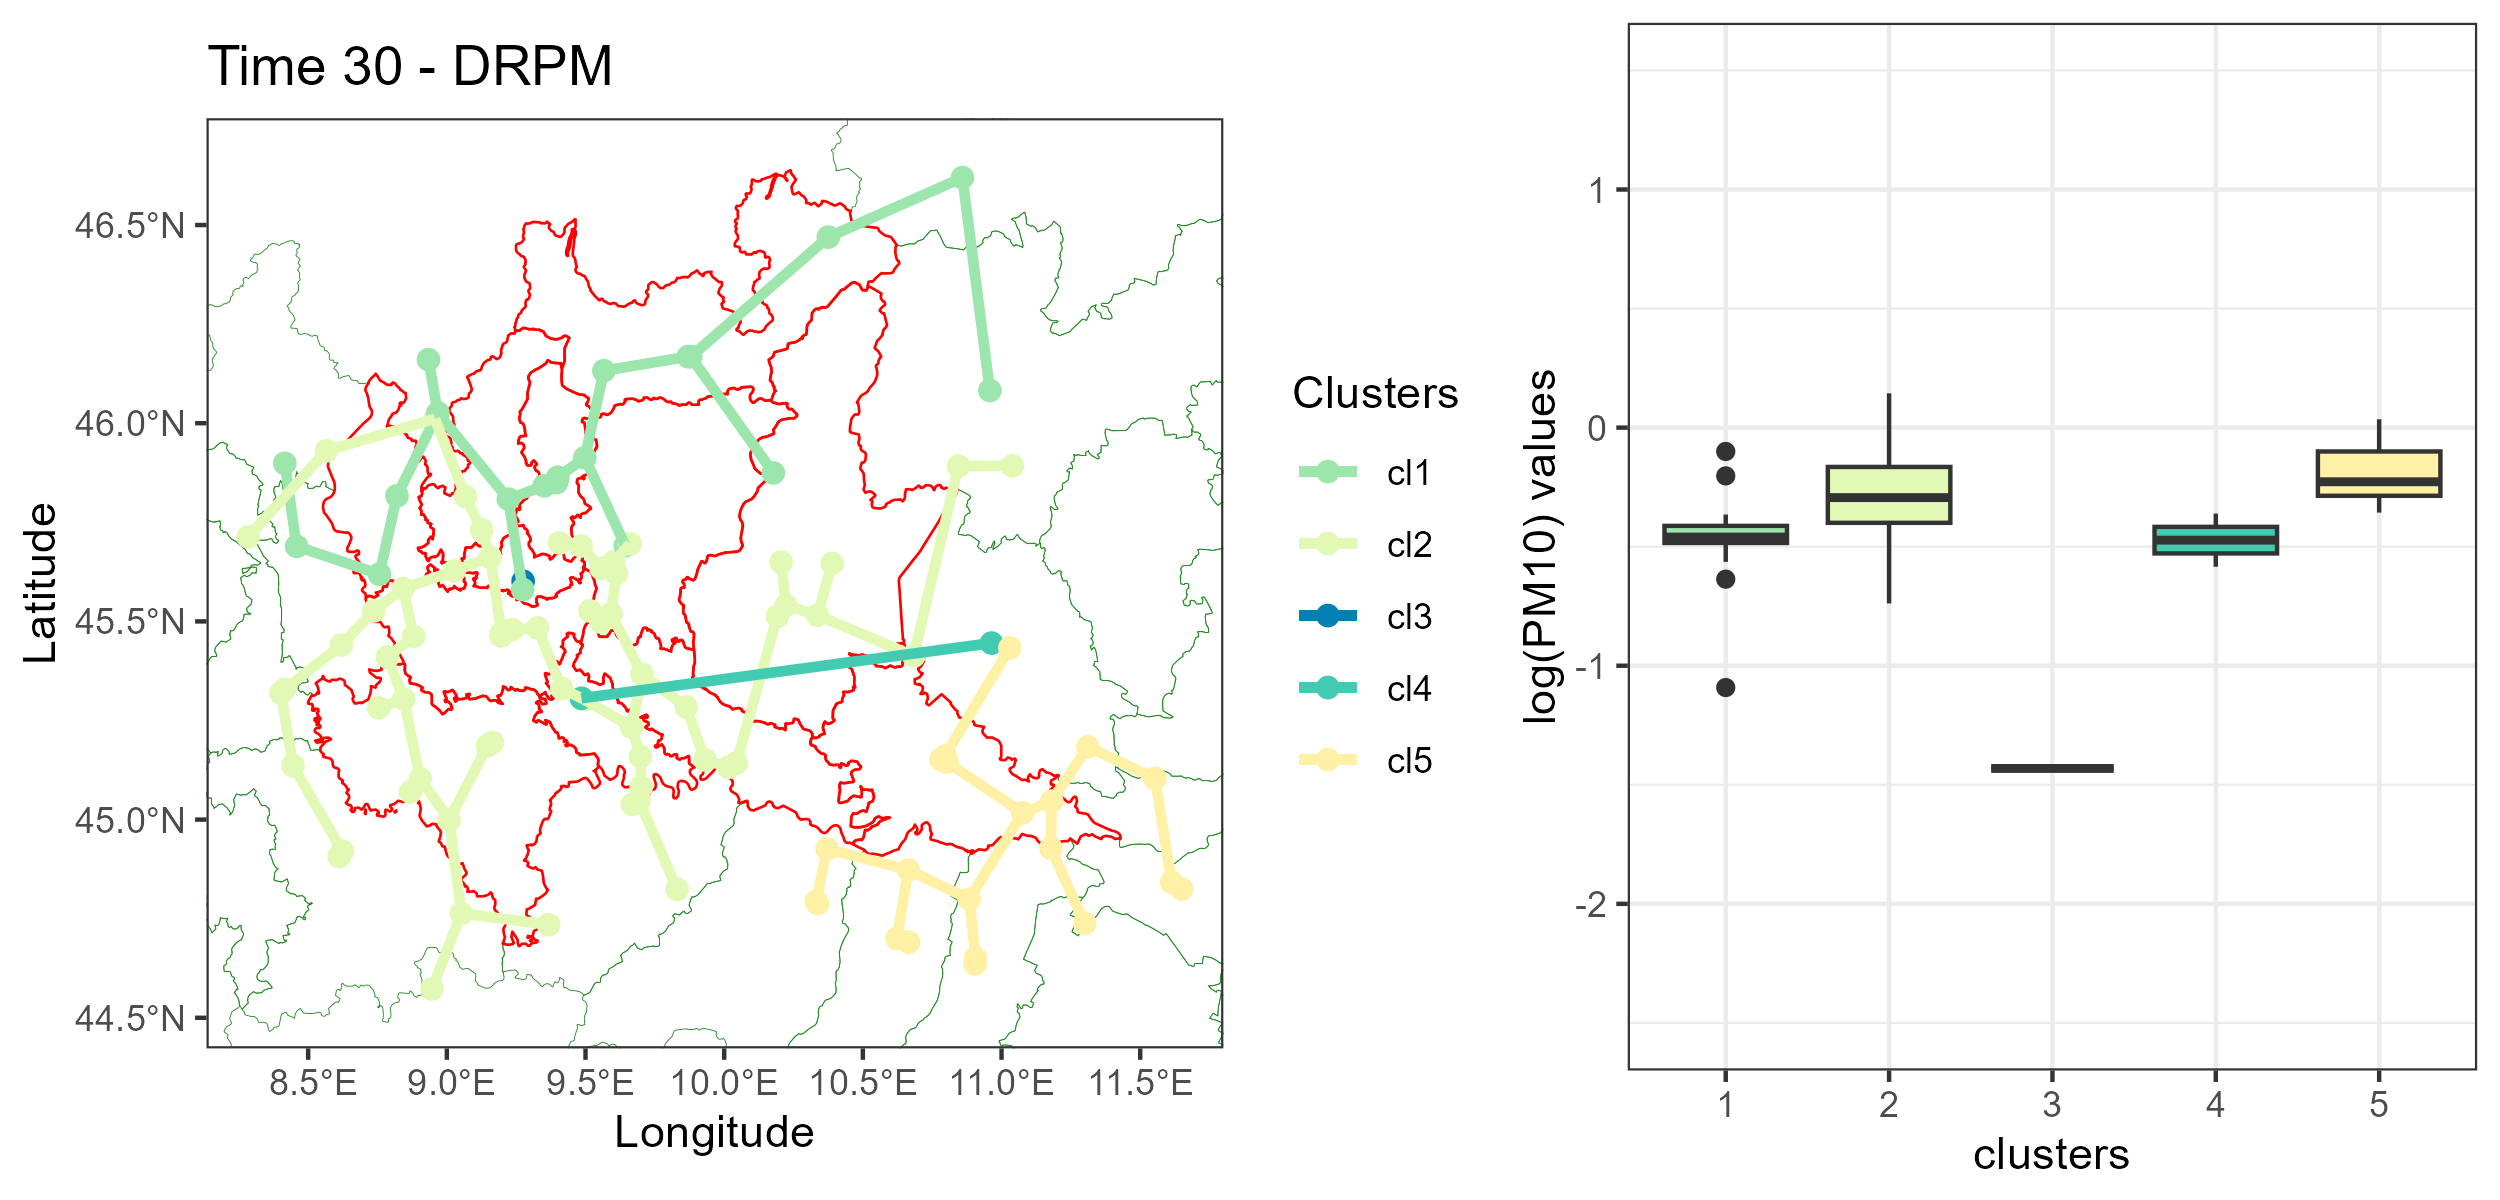 Time 30 - DRPM
46.5°N
46.0°N
45.5°N
45.0°N
44.5°N
Latitude
8.5°E 9.0°E 9.5°E 10.0°E 10.5°E 11.0°E 11.5°E
Longitude
Clusters
cl1
cl2
cl3
cl4
cl5
log(PM10) values
1
0
-1
-2
1 2 3 4 5
clusters